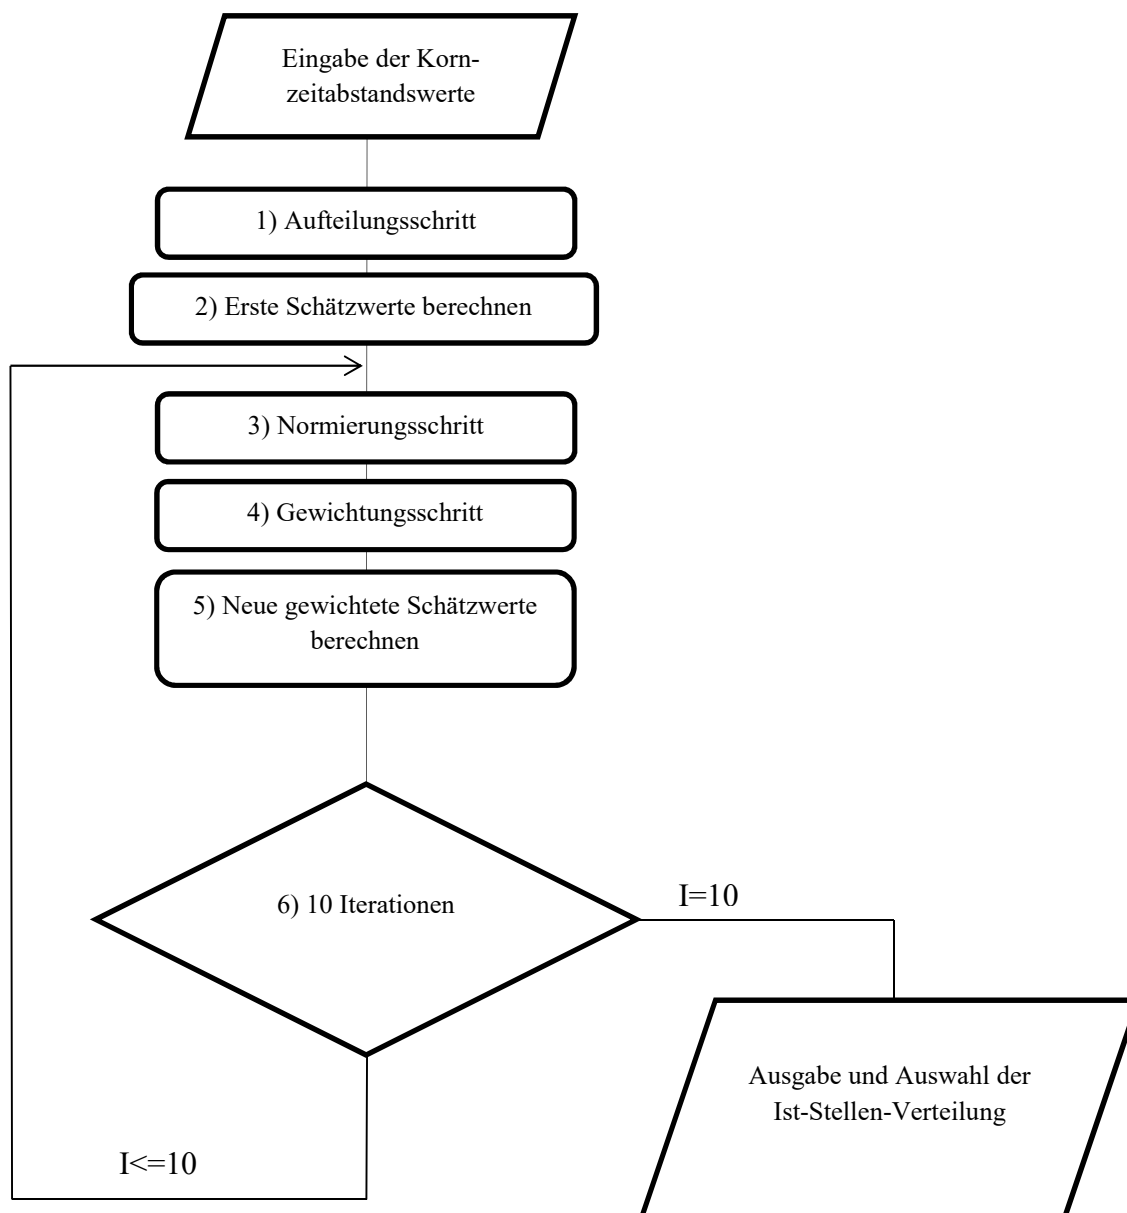 Eingabe der Korn-
zeitabstandswerte
1) Aufteilungsschritt
2) Erste Schätzwerte berechnen
3) Normierungsschritt
4) Gewichtungsschritt
5) Neue gewichtete Schätzwerte
berechnen
6) 10 Iterationen
I=10
Ausgabe und Auswahl der
Ist-Stellen-Verteilung
I<=10